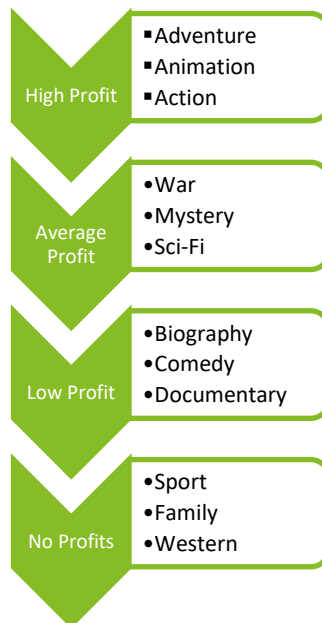 High Profit
▪Adventure
▪Animation
▪Action
Average
Profit
•War
•Mystery
•Sci-Fi
Low Profit
•Biography
•Comedy
•Documentary
No Profits
•Sport
•Family
•Western